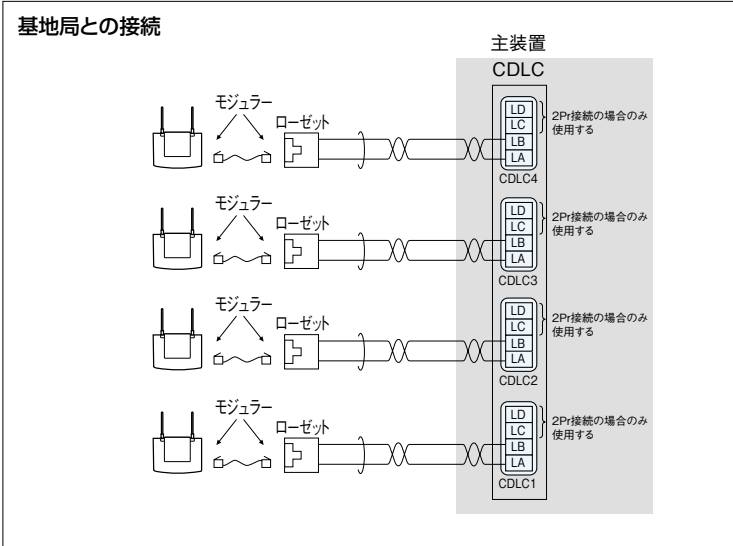 基地局との接続
主装置
CDLC
モジュラー
ローゼット
LD
LC
LB
LA
2Pr接続の場合のみ
使用する
CDLC4
モジュラー
ローゼット
LD
LC
LB
LA
2Pr接続の場合のみ
使用する
CDLC3
モジュラー
ローゼット
LD
LC
LB
LA
2Pr接続の場合のみ
使用する
CDLC2
モジュラー
ローゼット
LD
LC
LB
LA
2Pr接続の場合のみ
使用する
CDLC1